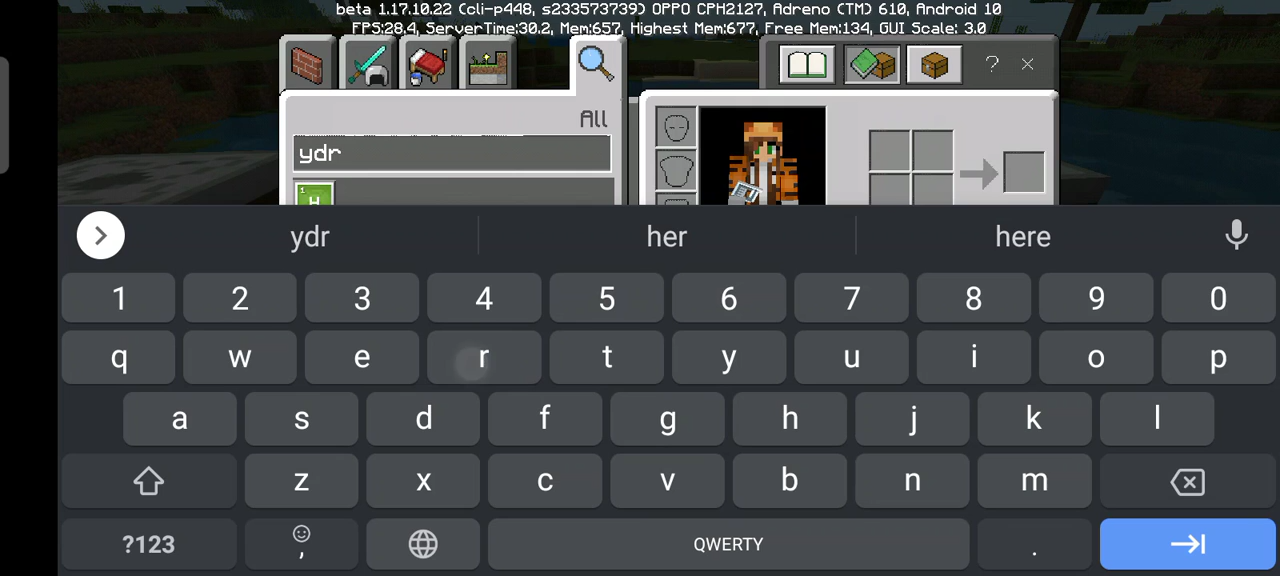 beta 1.17.10.22 (cli-p448, s233573739) OPPO CPH2127, Adreno (TM) 610, Android 10
FPS:28.4, ServerTime:30.2, Mem:657, Highest Mem:677, Free Mem:134, GUI Scale: 3.0
? ×
All
ydr
1
H
ydr her here
1 2 3 4 5 6 7 8 9 0
q w e r t y u i o p
a s d f g h j k l
z x c v b n m
?123 , QWERTY .